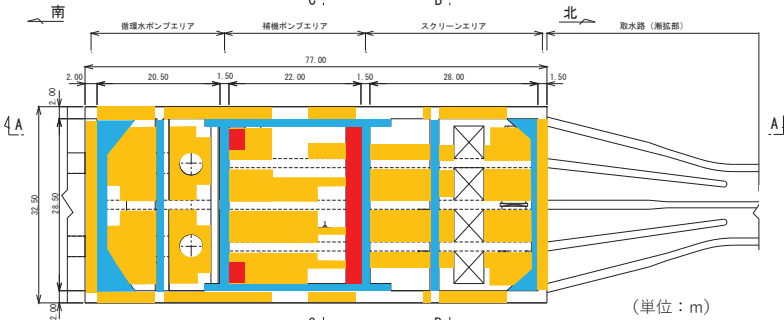 C
B
南
北
循環水ポンプエリア
補機ポンプエリア
スクリーンエリア
取水路（漸拡部）
77.00
2.00
20.50
1.50
22.00
1.50
28.00
1.50
2.00
A
A
32.50
28.50
2.00
(単位：m)
C
B